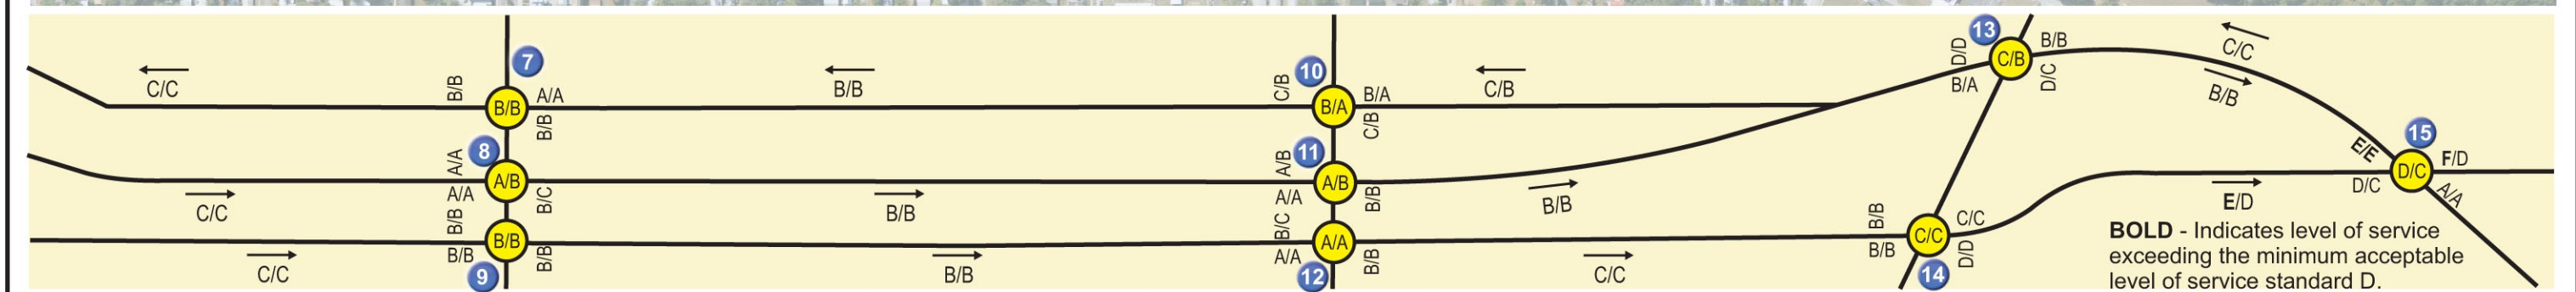 7
10
13
C/C
B/B
B/B
A/A
B/B
B/B
C/B
B/A
B/A
C/B
C/B
D/D
C/B
B/B
B/A
D/C
C/C
B/B
8
A/A
A/B
A/A
B/C
C/C
B/B
11
A/B
A/B
A/A
B/B
B/B
15
E/E
D/C
F/D
D/C
A/A
E/D
B/B
B/B
B/B
B/B
9
C/C
B/B
B/C
A/A
A/A
B/B
12
C/C
B/B
C/C
C/C
B/B
D/D
14
BOLD - Indicates level of service
exceeding the minimum acceptable
level of service standard D.